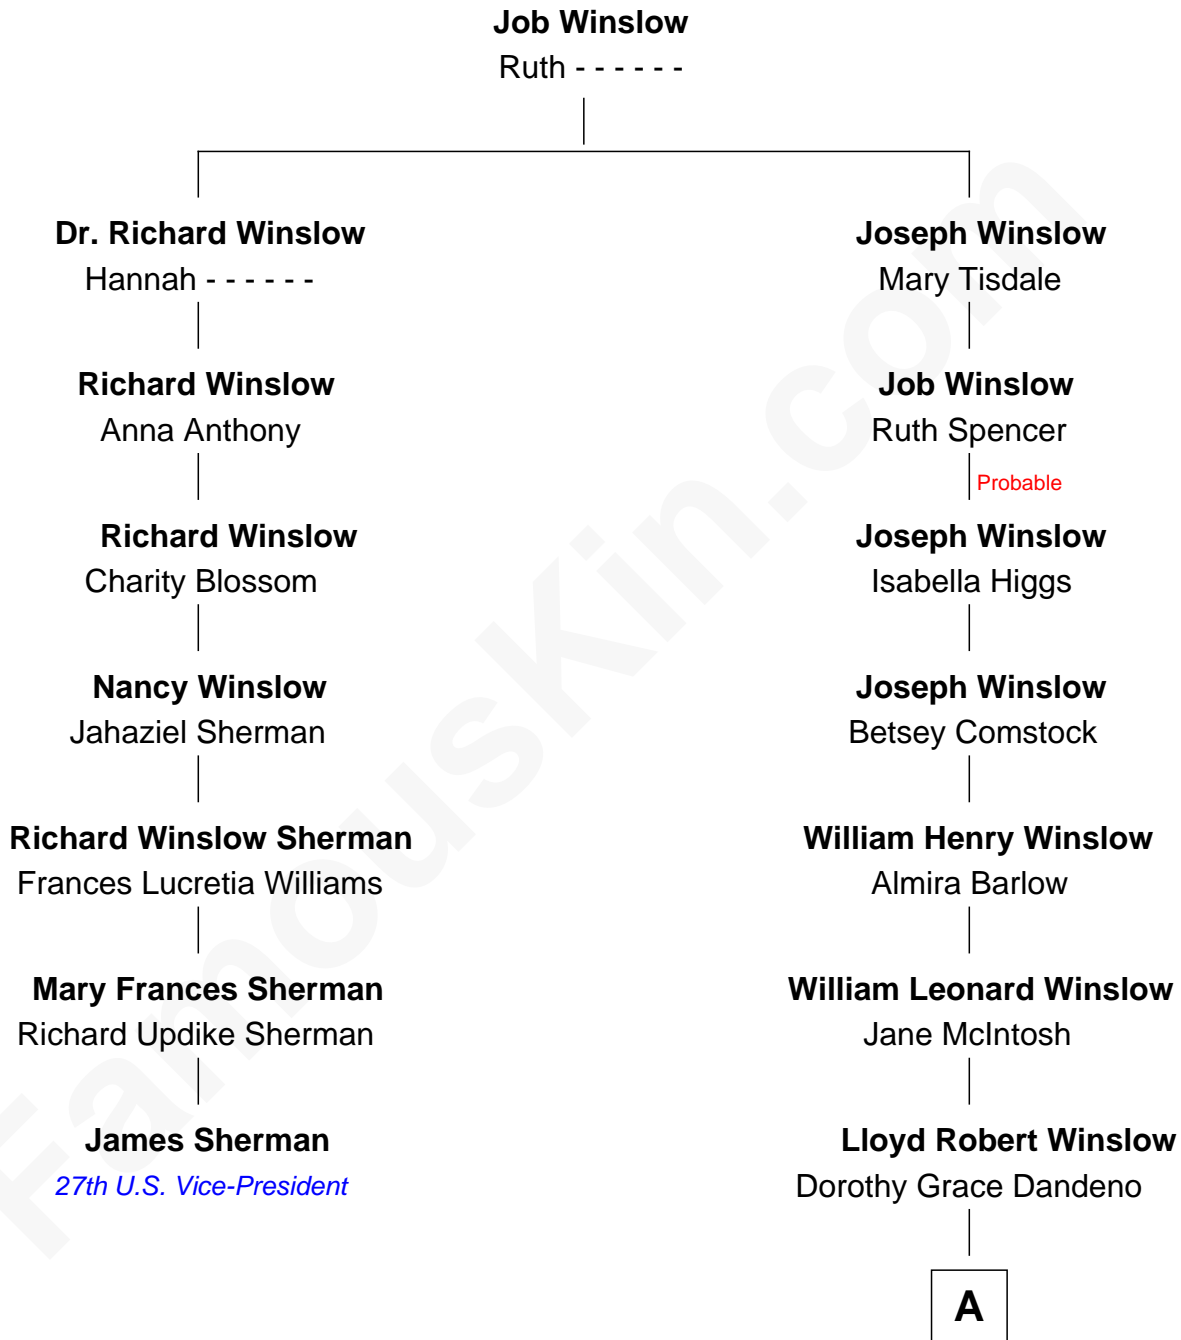 Job Winslow
Ruth - - - - - -
Dr. Richard Winslow
Hannah - - - - - -
Richard Winslow
Anna Anthony
Richard Winslow
Charity Blossom
Nancy Winslow
Jahaziel Sherman
Richard Winslow Sherman
Frances Lucretia Williams
Mary Frances Sherman
Richard Updike Sherman
James Sherman
27th U.S. Vice-President
Joseph Winslow
Mary Tisdale
Job Winslow
Ruth Spencer
Probable
Joseph Winslow
Isabella Higgs
Joseph Winslow
Betsey Comstock
William Henry Winslow
Almira Barlow
William Leonard Winslow
Jane McIntosh
Lloyd Robert Winslow
Dorothy Grace Dandeno
A
FamousKin.com